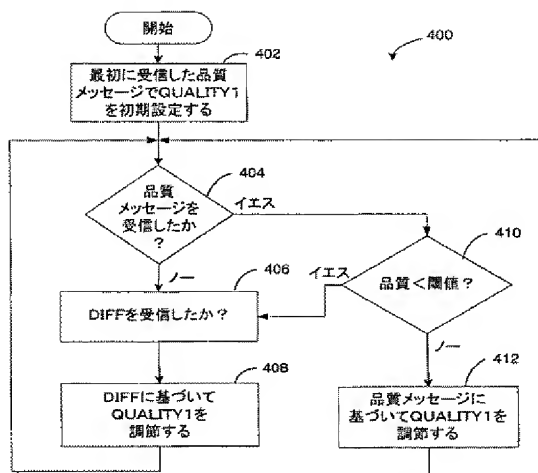 開始
400
402
最初に受信した品質
メッセージでQUALITY1
を初期設定する
404
品質
メッセージを
受信したか
?
イエス
410
品質<閾値?
イエス
ノー
406
DIFFを受信したか?
ノー
408
412
DIFFに基づいて
QUALITY1を
調節する
品質メッセージに
基づいてQUALITY1を
調節する